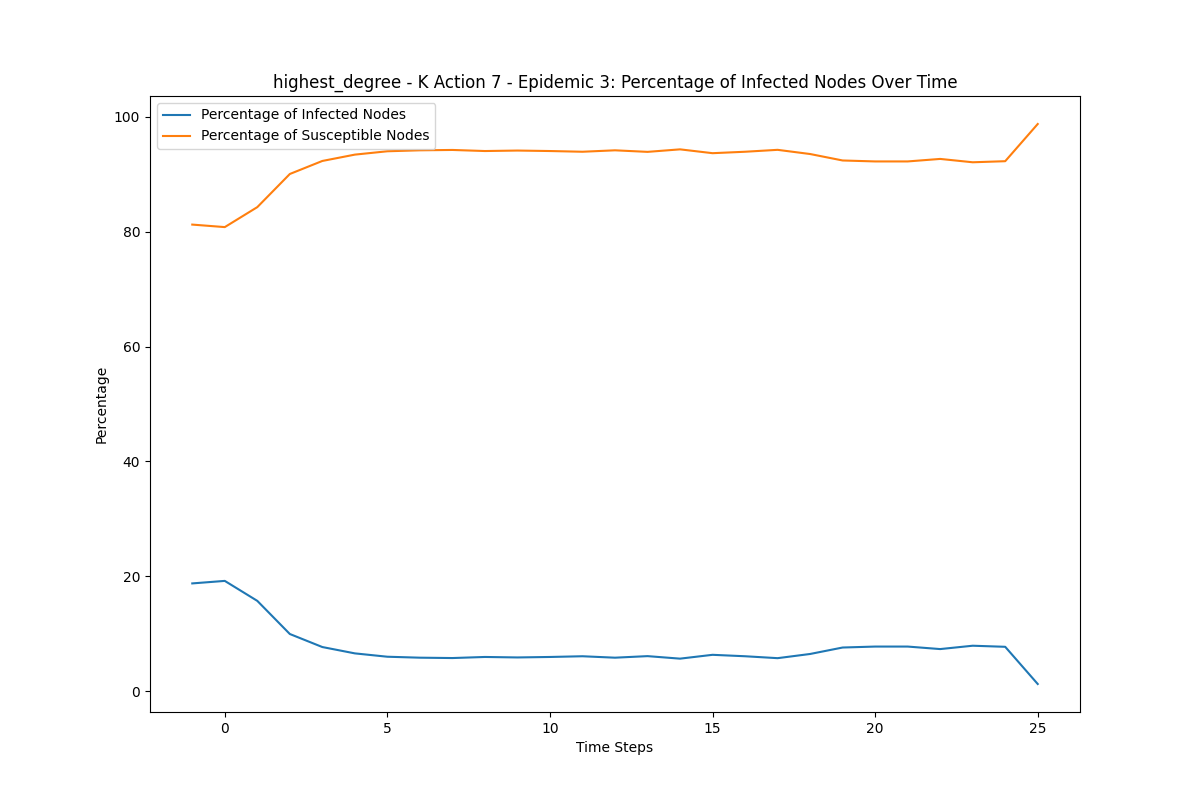 highest_degree - K Action 7 - Epidemic 3: Percentage of Infected Nodes Over Time
Percentage of Infected Nodes
Percentage of Susceptible Nodes
100
80
60
40
20
0
Percentage
0 5 10 15 20 25
Time Steps